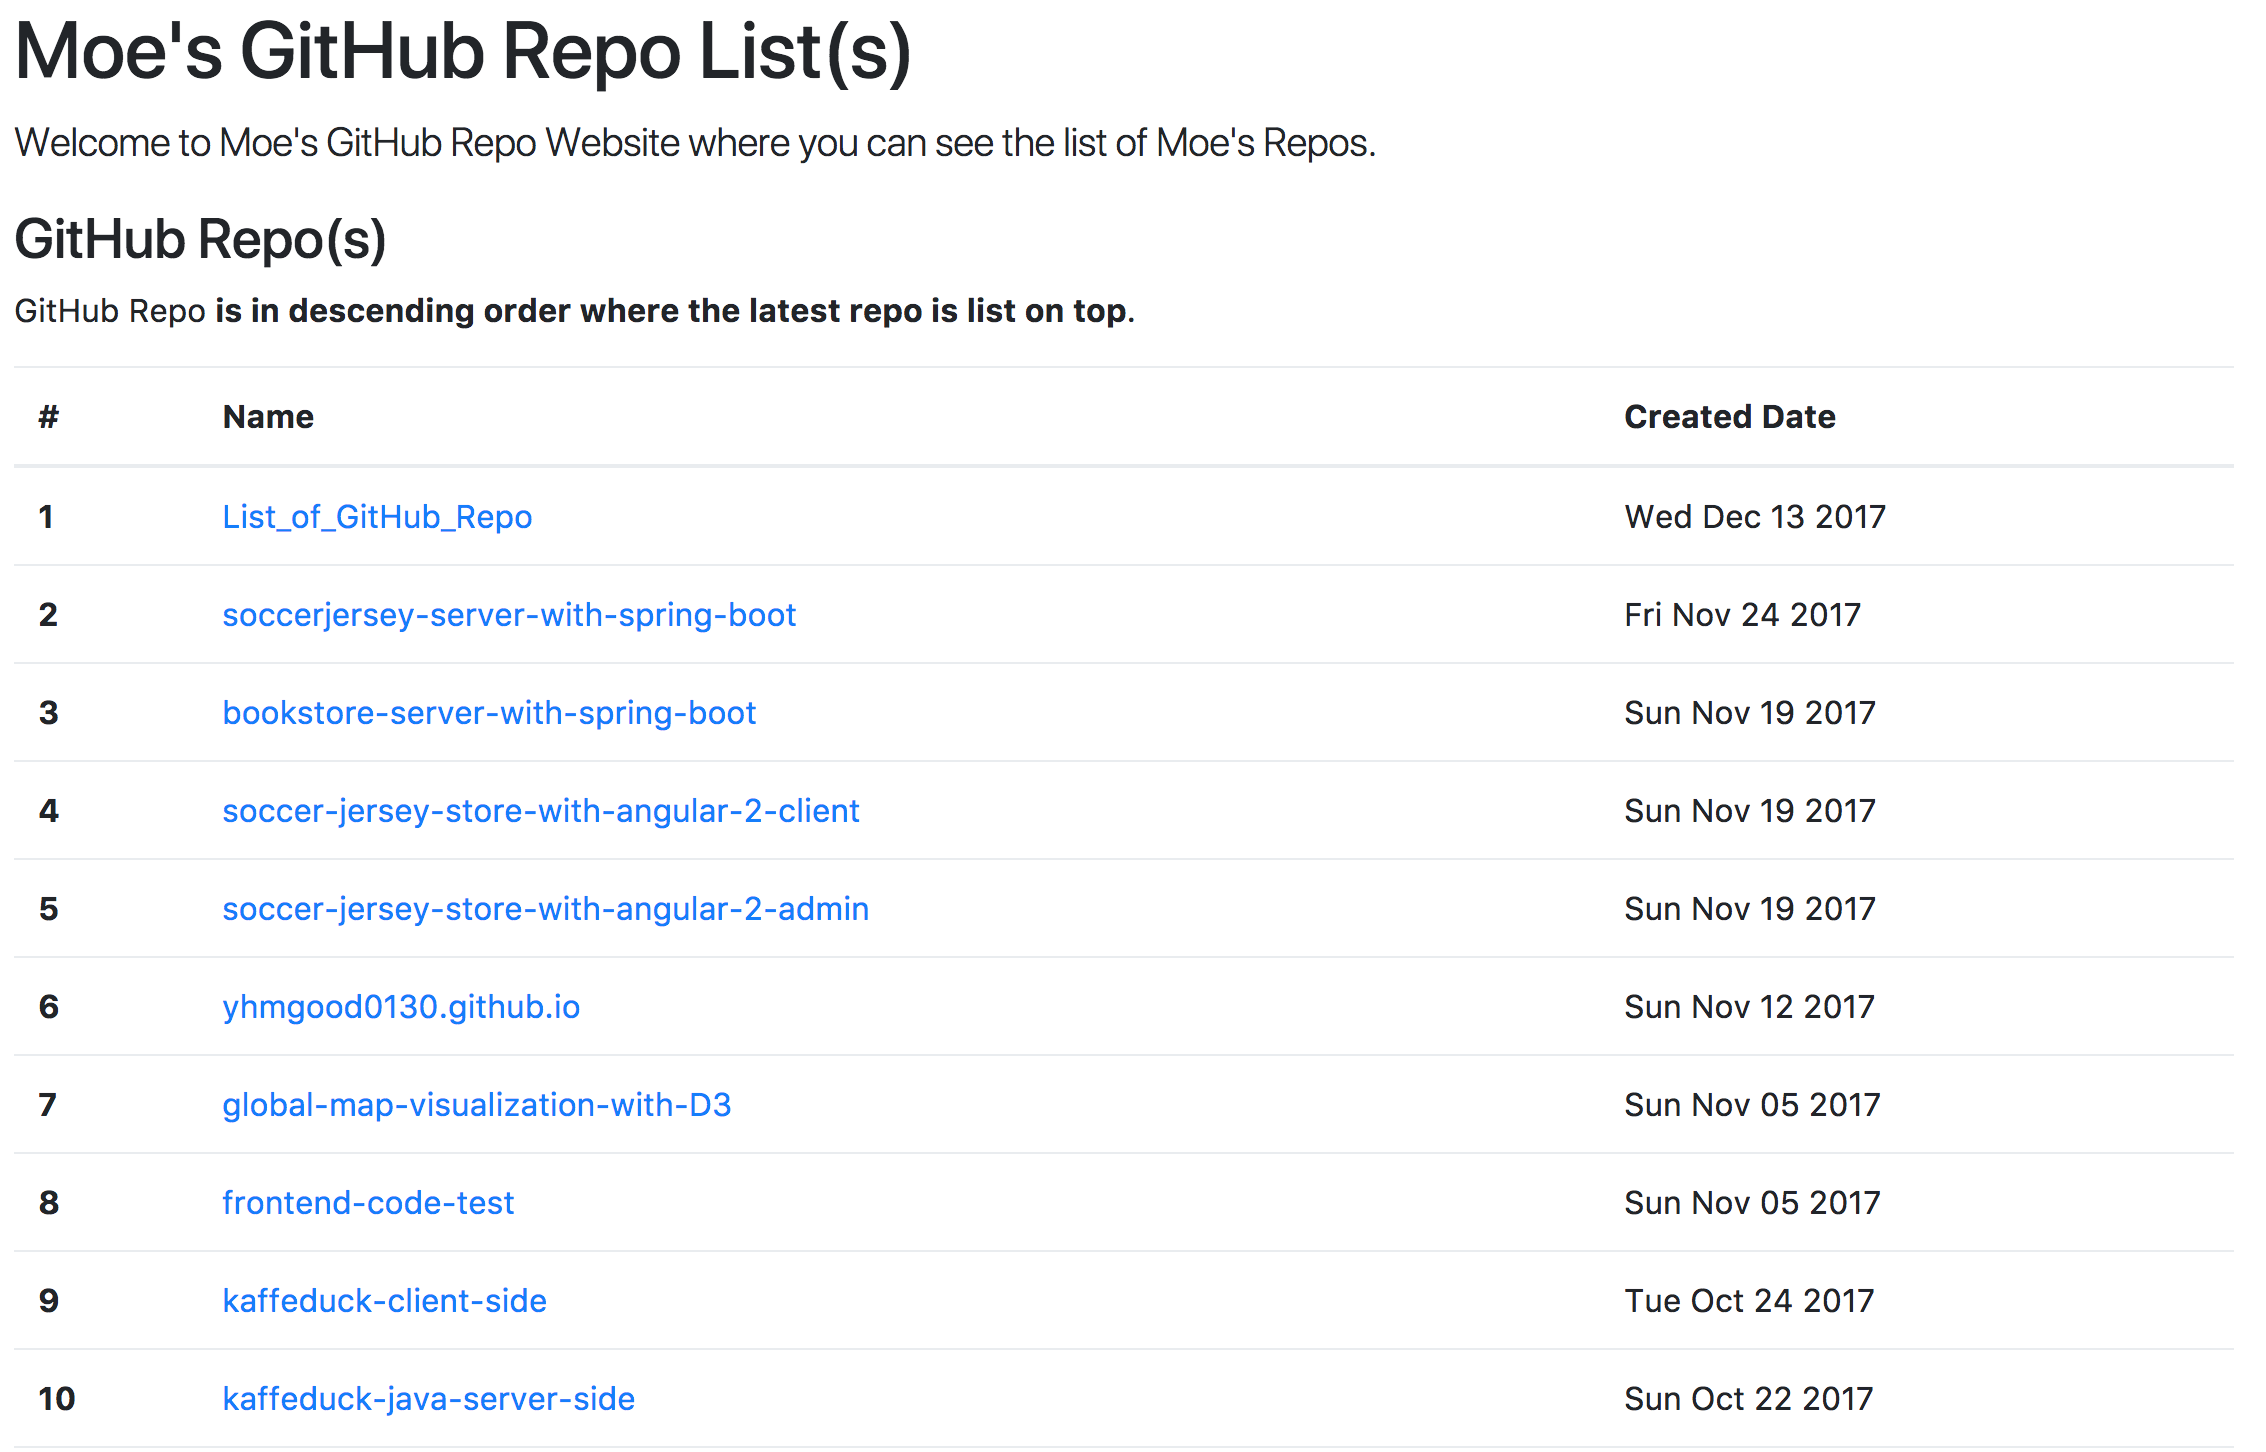 Moe's GitHub Repo List(s)
Welcome to Moe's GitHub Repo Website where you can see the list of Moe's Repos.
GitHub Repo(s)
GitHub Repo is in descending order where the latest repo is list on top.
# Name Created Date
1 List_of_GitHub_Repo Wed Dec 13 2017
2 soccerjersey-server-with-spring-boot Fri Nov 24 2017
3 bookstore-server-with-spring-boot Sun Nov 19 2017
4 soccer-jersey-store-with-angular-2-client Sun Nov 19 2017
5 soccer-jersey-store-with-angular-2-admin Sun Nov 19 2017
6 yhmgood0130.github.io Sun Nov 12 2017
7 global-map-visualization-with-D3 Sun Nov 05 2017
8 frontend-code-test Sun Nov 05 2017
9 kaffeduck-client-side Tue Oct 24 2017
10 kaffeduck-java-server-side Sun Oct 22 2017